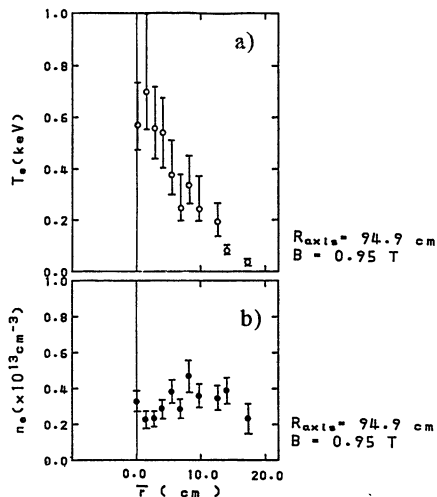 a)
1.0
0.8
0.6
0.4
0.2
1.0
Te(keV)
Raxis= 94.9 cm
B = 0.95 T
b)
0.8
0.6
0.4
0.2
0.0
ne(×10¹³cm-3)
Raxis= 94.9 cm
B = 0.95 T
0.0 10.0 20.0
r̅ ( cm )